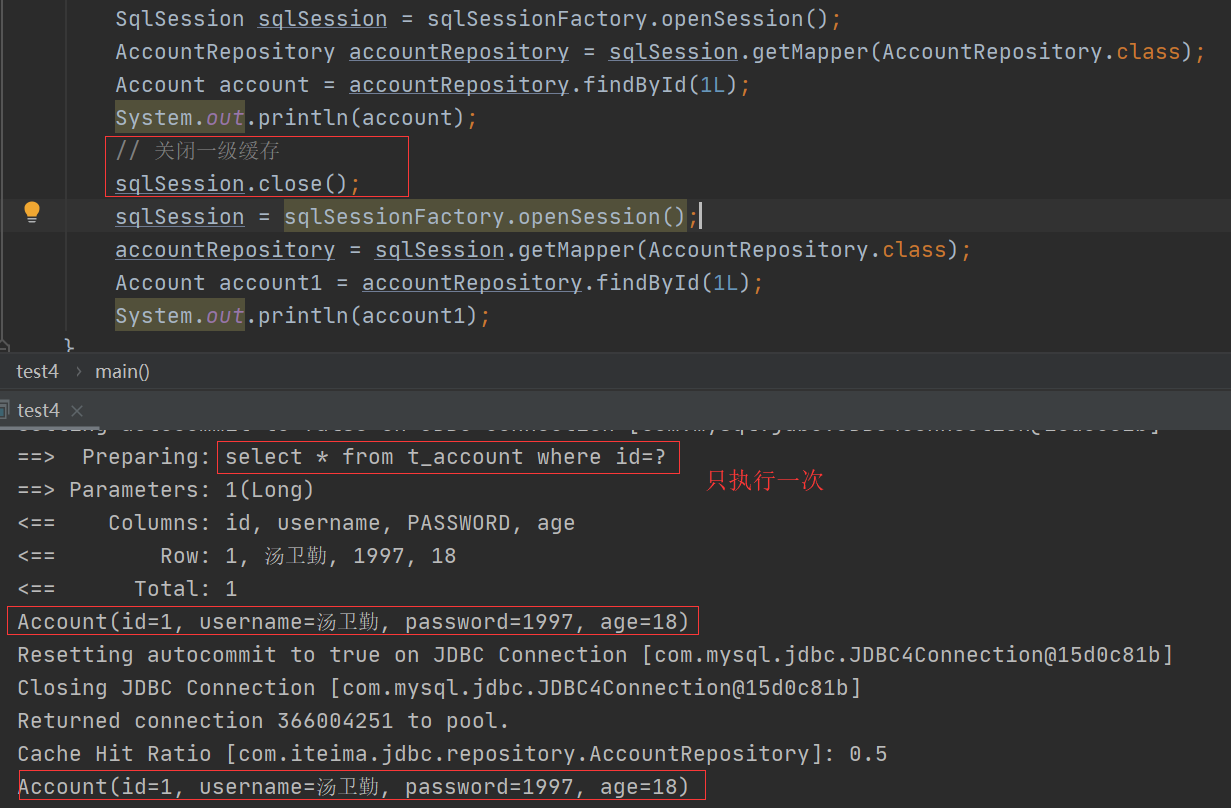 SqlSession sqlSession = sqlSessionFactory.openSession();
AccountRepository accountRepository = sqlSession.getMapper(AccountRepository.class);
Account account = accountRepository.findById(1L);
System.out.println(account);
// 关闭一级缓存
sqlSession.close();
sqlSession = sqlSessionFactory.openSession();
accountRepository = sqlSession.getMapper(AccountRepository.class);
Account account1 = accountRepository.findById(1L);
System.out.println(account1);
}
test4 › main()
test4 ×
==>  Preparing: select * from t_account where id=?
只执行一次
==> Parameters: 1(Long)
<==    Columns: id, username, PASSWORD, age
<==        Row: 1, 汤卫勤, 1997, 18
<==      Total: 1
Account(id=1, username=汤卫勤, password=1997, age=18)
Resetting autocommit to true on JDBC Connection [com.mysql.jdbc.JDBC4Connection@15d0c81b]
Closing JDBC Connection [com.mysql.jdbc.JDBC4Connection@15d0c81b]
Returned connection 366004251 to pool.
Cache Hit Ratio [com.iteima.jdbc.repository.AccountRepository]: 0.5
Account(id=1, username=汤卫勤, password=1997, age=18)